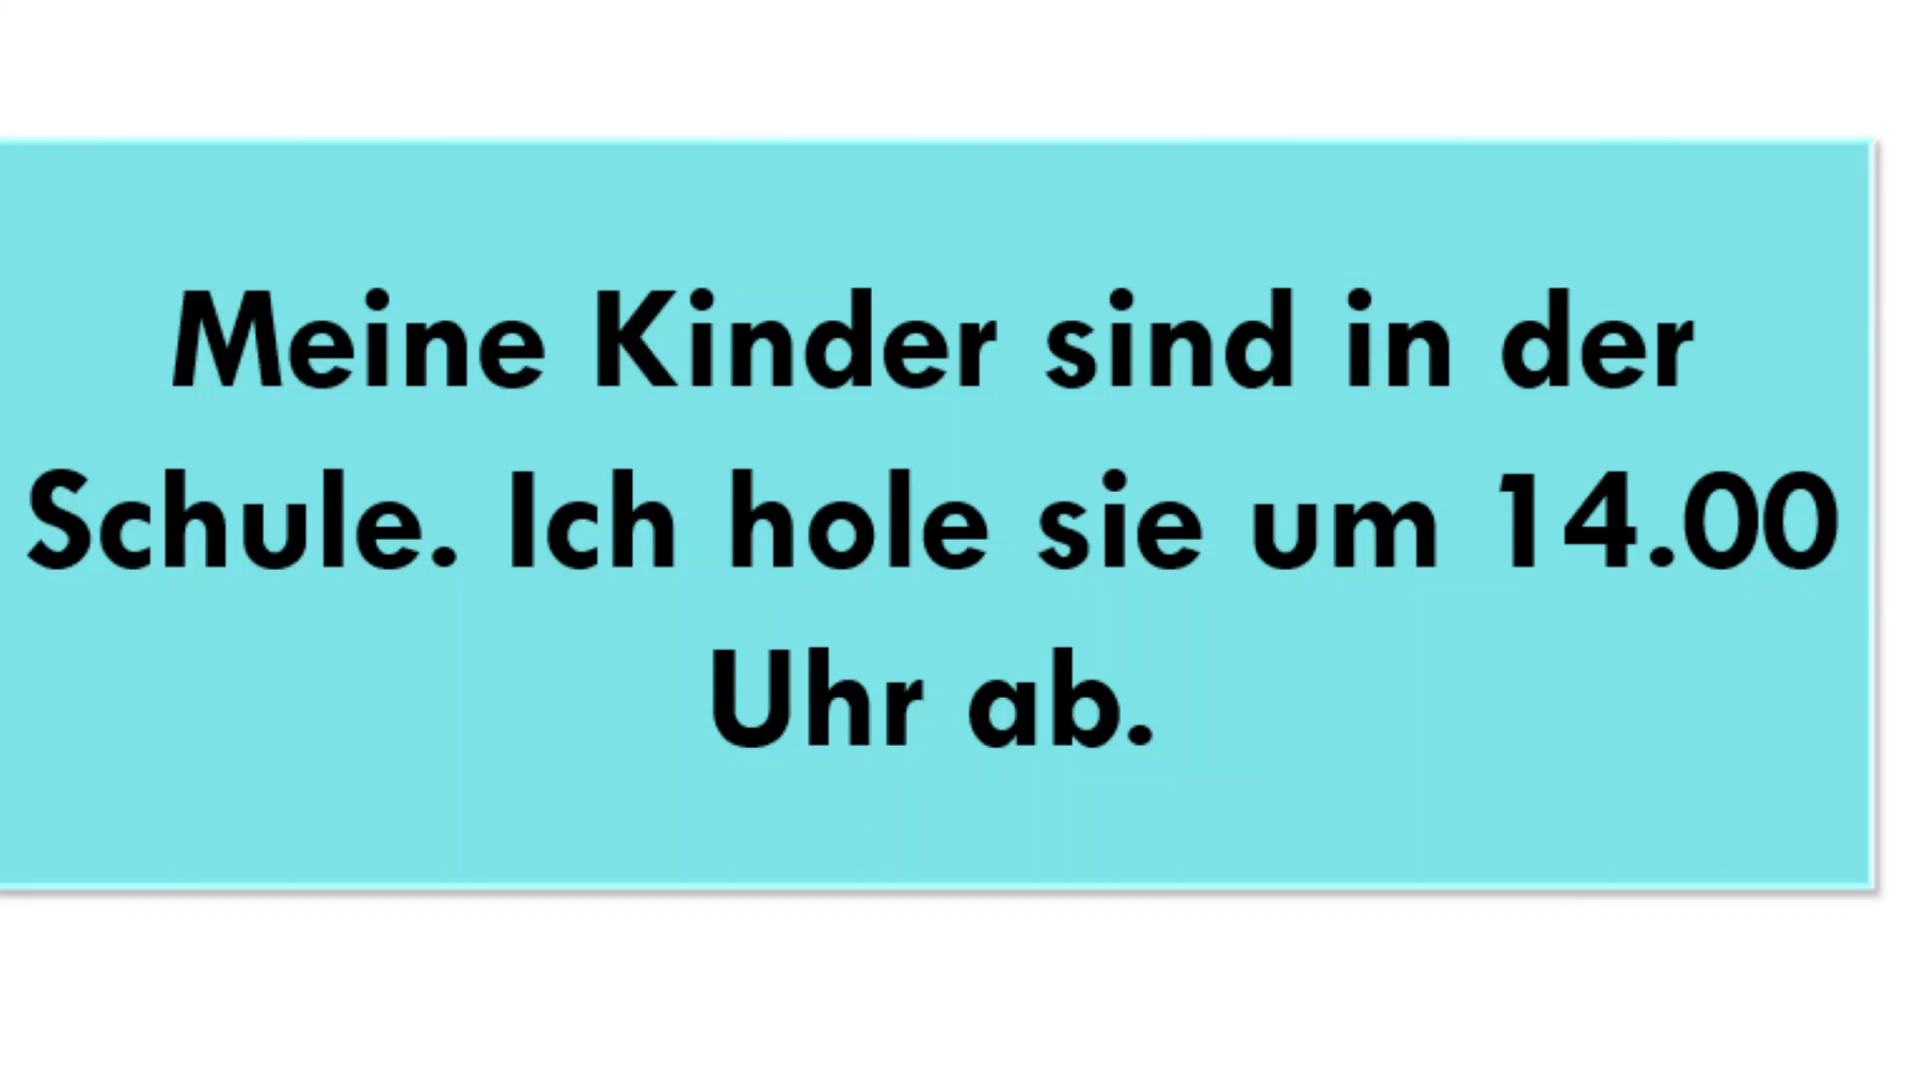 Meine Kinder sind in der
Schule. Ich hole sie um 14.00
Uhr ab.